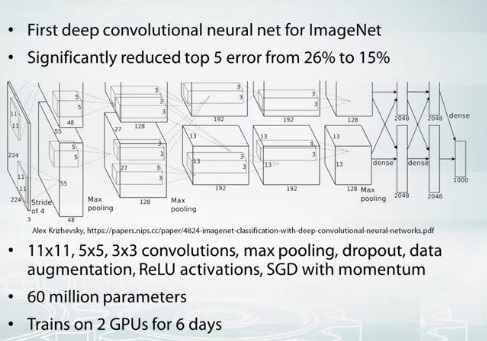 First deep convolutional neural net for ImageNet
Significantly reduced top 5 error from 26% to 15%
11
11
224
11
11
224
3
Stride
of 4
5
5
48
55
5
5
55
48
Max
pooling
27
128
3
3
27
3
3
128
Max
pooling
192
13
13
3
3
192
192
13
13
3
3
192
128
13
13
128
Max
pooling
2048
2048
dense
dense
dense
2048
2048
1000
Alex Krizhevsky, https://papers.nips.cc/paper/4824-imagenet-classification-with-deep-convolutional-neural-networks.pdf
11x11, 5x5, 3x3 convolutions, max pooling, dropout, data
augmentation, ReLU activations, SGD with momentum
60 million parameters
Trains on 2 GPUs for 6 days